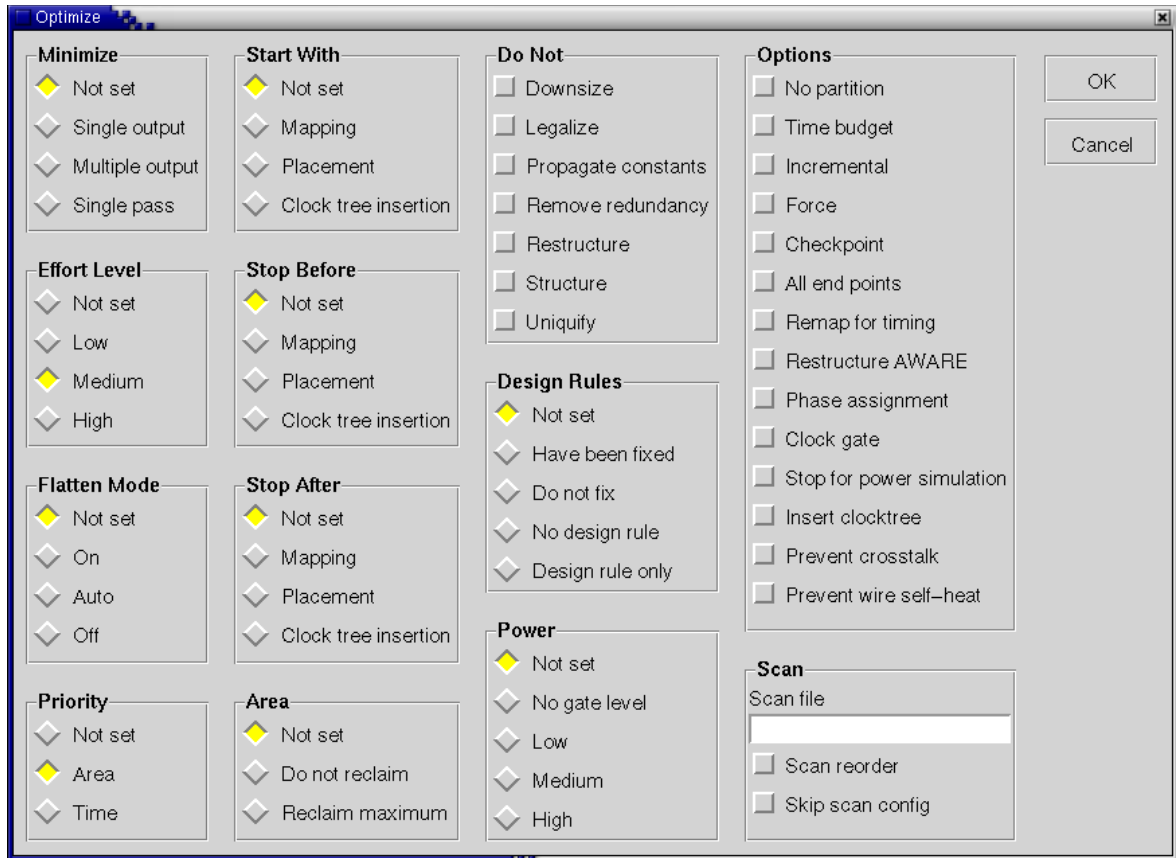 Optimize
Minimize
Not set
Single output
Multiple output
Single pass
Effort Level
Not set
Low
Medium
High
Flatten Mode
Not set
On
Auto
Off
Priority
Not set
Area
Time
Start With
Not set
Mapping
Placement
Clock tree insertion
Stop Before
Not set
Mapping
Placement
Clock tree insertion
Stop After
Not set
Mapping
Placement
Clock tree insertion
Area
Not set
Do not reclaim
Reclaim maximum
Do Not
Downsize
Legalize
Propagate constants
Remove redundancy
Restructure
Structure
Uniquify
Design Rules
Not set
Have been fixed
Do not fix
No design rule
Design rule only
Power
Not set
No gate level
Low
Medium
High
Options
No partition
Time budget
Incremental
Force
Checkpoint
All end points
Remap for timing
Restructure AWARE
Phase assignment
Clock gate
Stop for power simulation
Insert clocktree
Prevent crosstalk
Prevent wire self-heat
Scan
Scan file
Scan reorder
Skip scan config
OK
Cancel